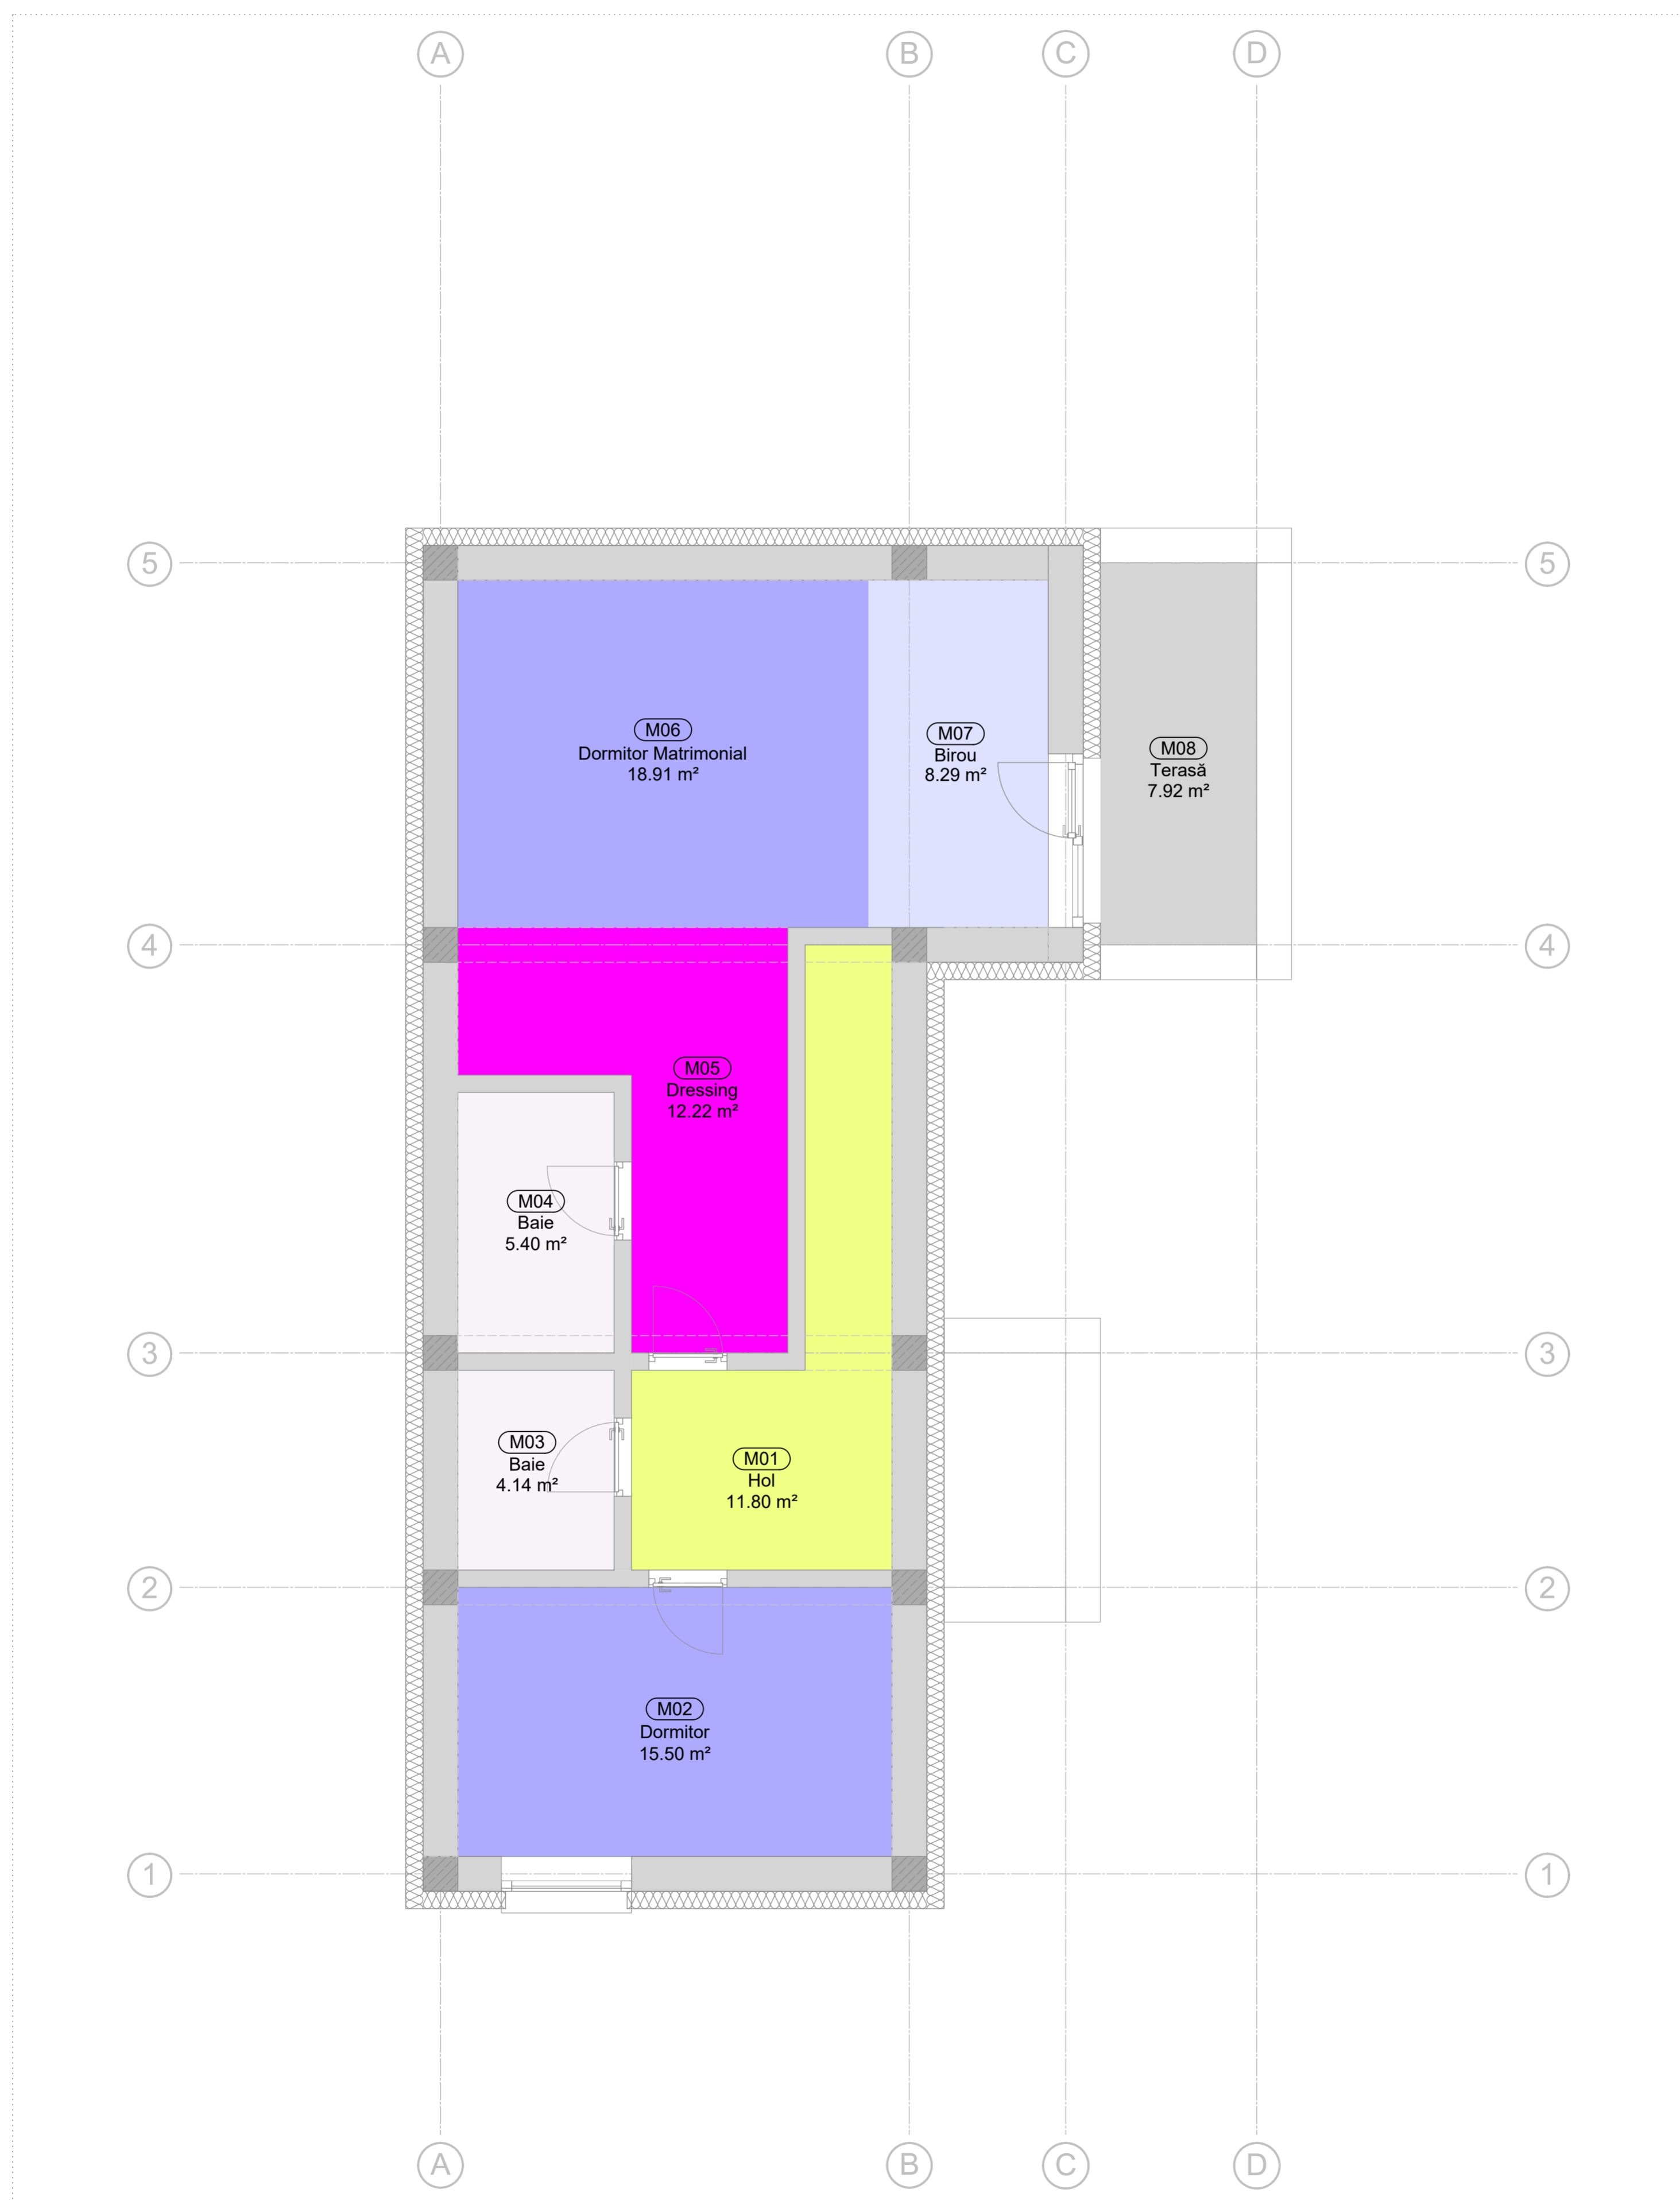 A
B
C
D
5
5
M06
Dormitor Matrimonial
18.91 m²
M07
Birou
8.29 m²
M08
Terasă
7.92 m²
4
4
M05
Dressing
12.22 m²
M04
Baie
5.40 m²
3
3
M03
Baie
4.14 m²
M01
Hol
11.80 m²
2
2
M02
Dormitor
15.50 m²
1
1
A
B
C
D